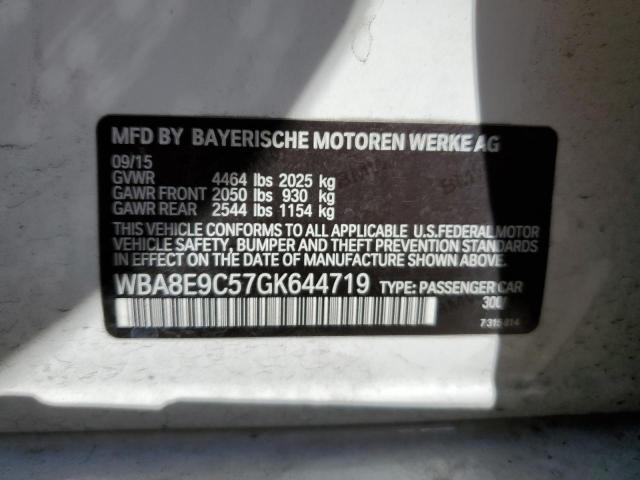 MFD BY BAYERISCHE MOTOREN WERKE AG
09/15
GVWR 4464 lbs 2025 kg
GAWR FRONT 2050 lbs 930 kg
GAWR REAR 2544 lbs 1154 kg
THIS VEHICLE CONFORMS TO ALL APPLICABLE U.S.FEDERAL MOTOR
VEHICLE SAFETY, BUMPER AND THEFT PREVENTION STANDARDS
IN EFFECT ON THE DATE OF MANUFACTURE SHOWN ABOVE.
WBA8E9C57GK644719 TYPE: PASSENGER CAR
300/